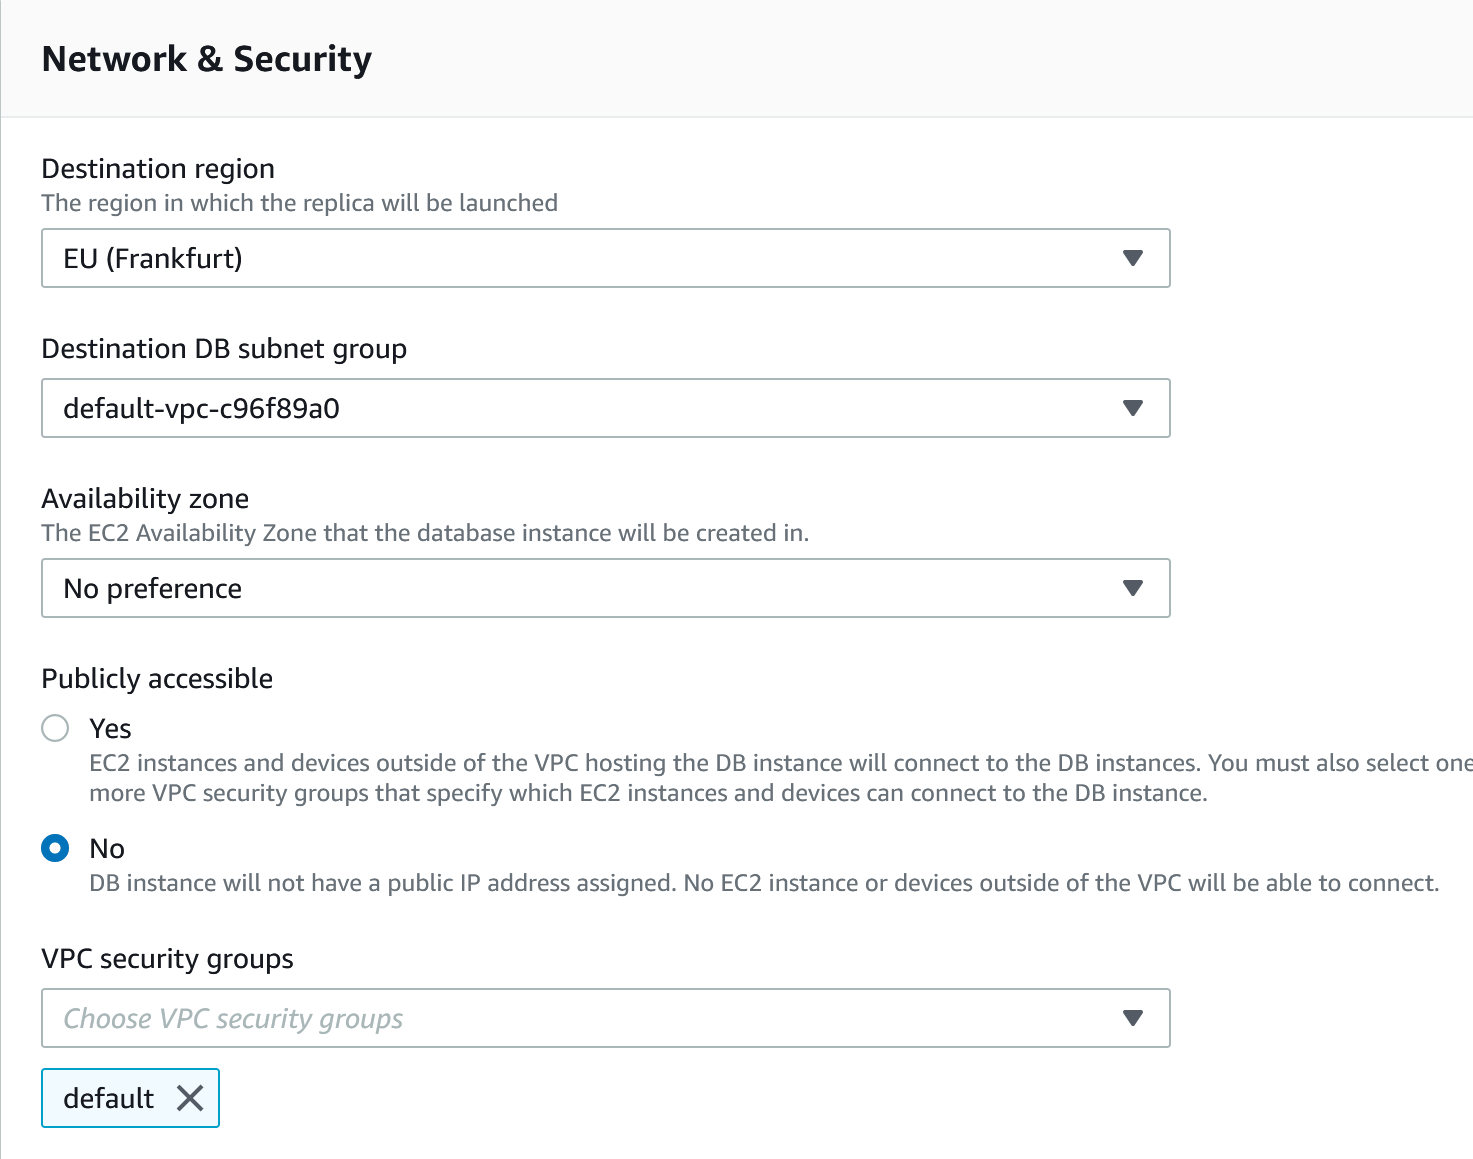 Network & Security
Destination region
The region in which the replica will be launched
EU (Frankfurt)
Destination DB subnet group
default-vpc-c96f89a0
Availability zone
The EC2 Availability Zone that the database instance will be created in.
No preference
Publicly accessible
Yes
EC2 instances and devices outside of the VPC hosting the DB instance will connect to the DB instances. You must also select one
more VPC security groups that specify which EC2 instances and devices can connect to the DB instance.
No
DB instance will not have a public IP address assigned. No EC2 instance or devices outside of the VPC will be able to connect.
VPC security groups
Choose VPC security groups
default